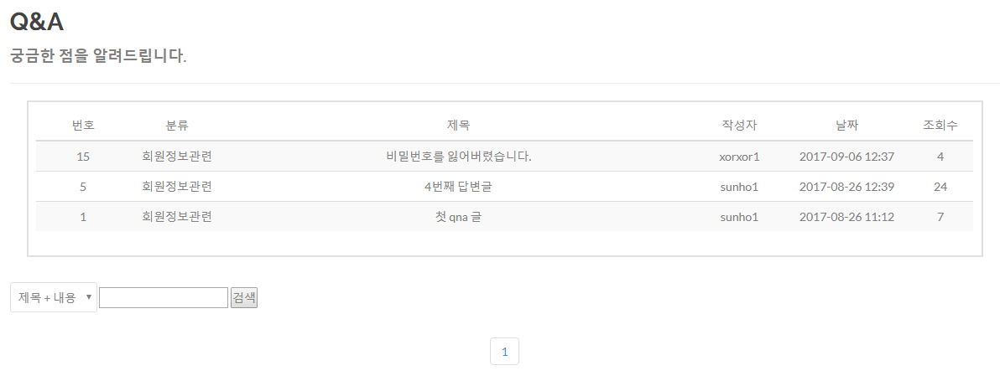 Q&A
궁금한 점을 알려드립니다.
번호 분류 제목 작성자 날짜 조회수
15 회원정보관련 비밀번호를 잃어버렸습니다. xorxor1 2017-09-06 12:37 4
5 회원정보관련 4번째 답변글 sunho1 2017-08-26 12:39 24
1 회원정보관련 첫 qna 글 sunho1 2017-08-26 11:12 7
제목 + 내용 검색
1